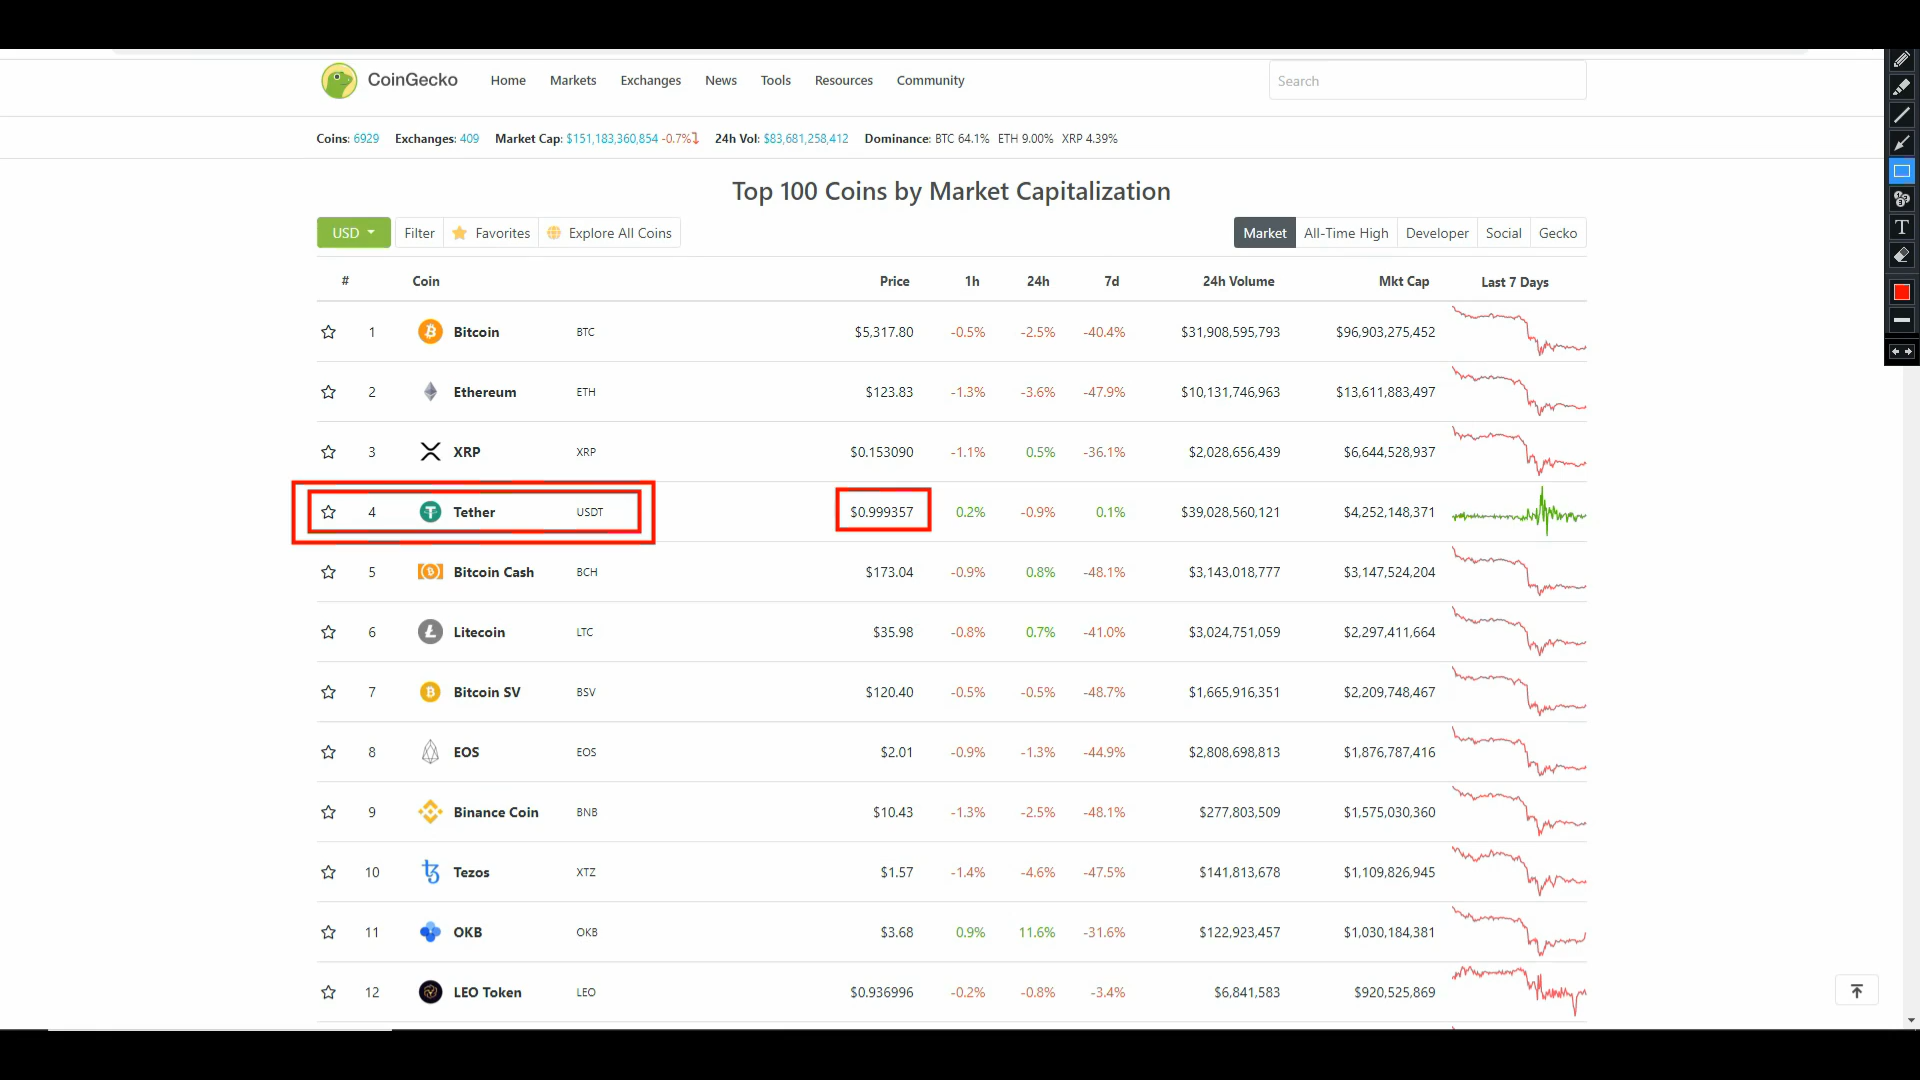 CoinGecko Home Markets Exchanges News Tools Resources Community Search
Coins: 6929 Exchanges: 409 Market Cap: $151,183,360,854 -0.7% 24h Vol: $83,681,258,412 Dominance: BTC 64.1% ETH 9.00% XRP 4.39%
Top 100 Coins by Market Capitalization
USD Filter Favorites Explore All Coins Market All-Time High Developer Social Gecko
# Coin Price 1h 24h 7d 24h Volume Mkt Cap Last 7 Days
1 Bitcoin BTC $5,317.80 -0.5% -2.5% -40.4% $31,908,595,793 $96,903,275,452
2 Ethereum ETH $123.83 -1.3% -3.6% -47.9% $10,131,746,963 $13,611,883,497
3 XRP XRP $0.153090 -1.1% 0.5% -36.1% $2,028,656,439 $6,644,528,937
4 Tether USDT $0.999357 0.2% -0.9% 0.1% $39,028,560,121 $4,252,148,371
5 Bitcoin Cash BCH $173.04 -0.9% 0.8% -48.1% $3,143,018,777 $3,147,524,204
6 Litecoin LTC $35.98 -0.8% 0.7% -41.0% $3,024,751,059 $2,297,411,664
7 Bitcoin SV BSV $120.40 -0.5% -0.5% -48.7% $1,665,916,351 $2,209,748,467
8 EOS EOS $2.01 -0.9% -1.3% -44.9% $2,808,698,813 $1,876,787,416
9 Binance Coin BNB $10.43 -1.3% -2.5% -48.1% $277,803,509 $1,575,030,360
10 Tezos XTZ $1.57 -1.4% -4.6% -47.5% $141,813,678 $1,109,826,945
11 OKB OKB $3.68 0.9% 11.6% -31.6% $122,923,457 $1,030,184,381
12 LEO Token LEO $0.936996 -0.2% -0.8% -3.4% $6,841,583 $920,525,869